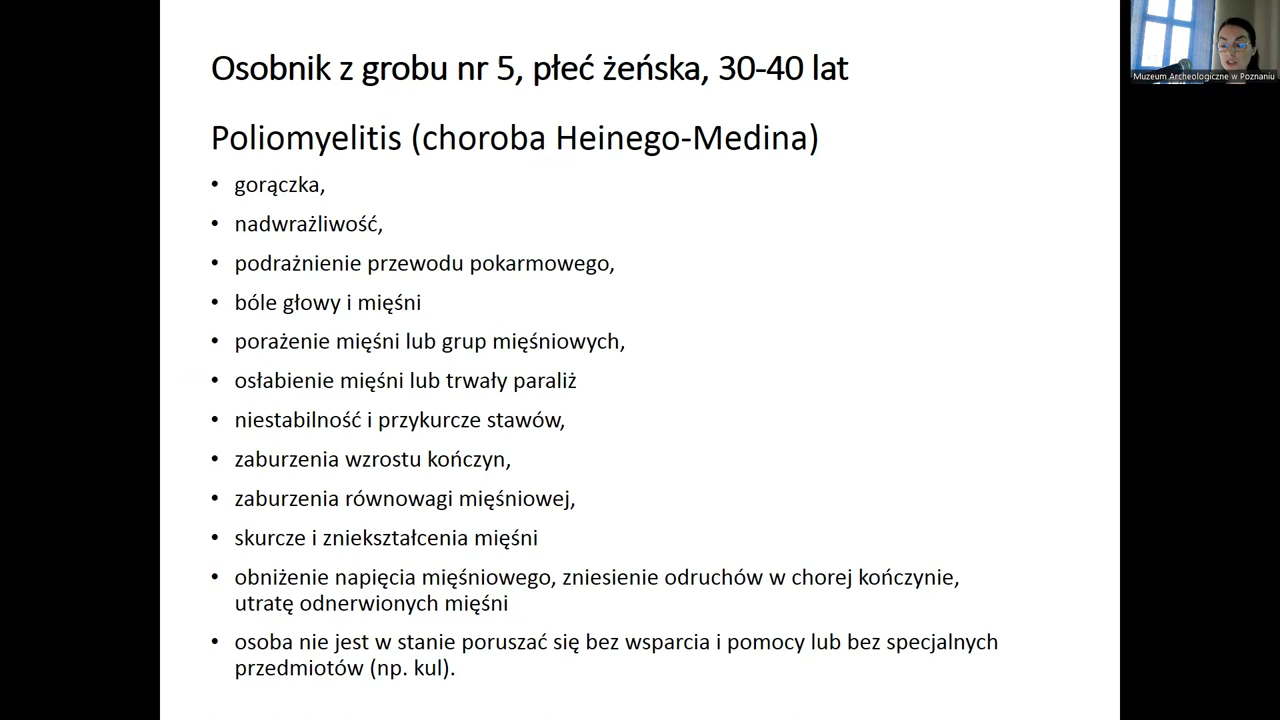 Osobnik z grobu nr 5, płeć żeńska, 30-40 lat
Poliomyelitis (choroba Heinego-Medina)
• gorączka,
• nadwrażliwość,
• podrażnienie przewodu pokarmowego,
• bóle głowy i mięśni
• porażenie mięśni lub grup mięśniowych,
• osłabienie mięśni lub trwały paraliż
• niestabilność i przykurcze stawów,
• zaburzenia wzrostu kończyn,
• zaburzenia równowagi mięśniowej,
• skurcze i zniekształcenia mięśni
• obniżenie napięcia mięśniowego, zniesienie odruchów w chorej kończynie,
utratę odnerwionych mięśni
• osoba nie jest w stanie poruszać się bez wsparcia i pomocy lub bez specjalnych
przedmiotów (np. kul).
Muzeum Archeologiczne w Poznaniu